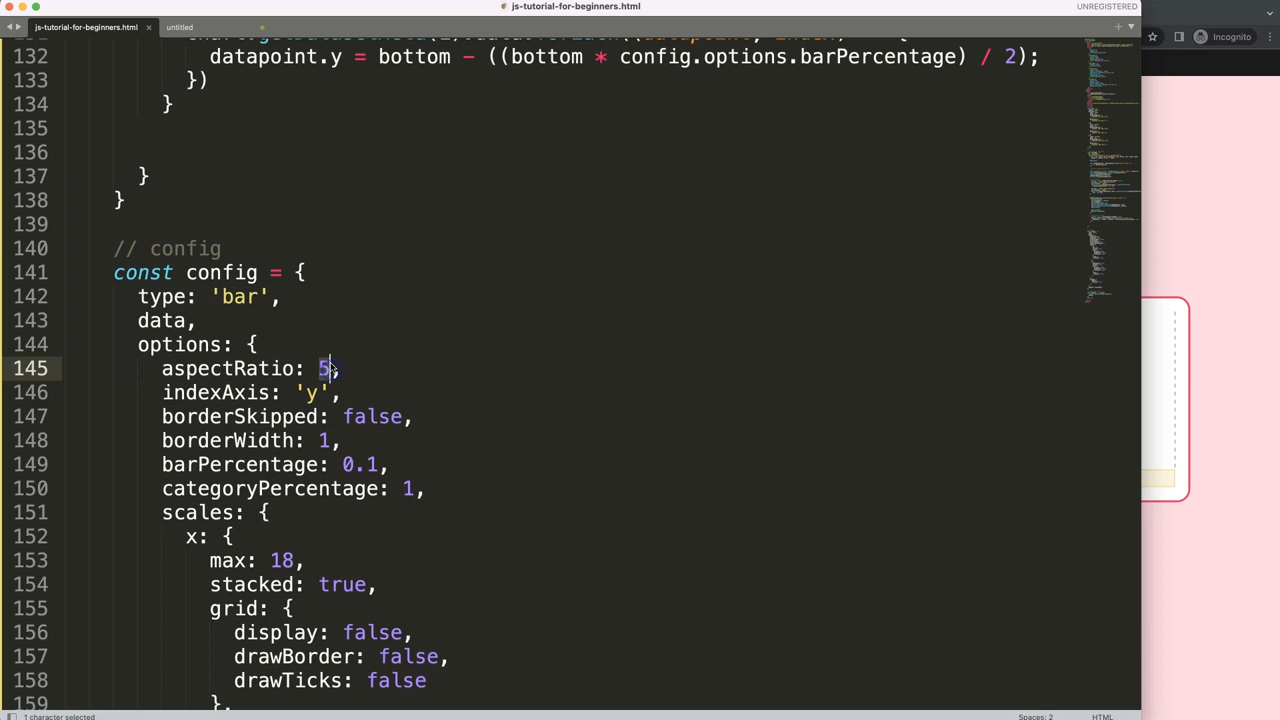 js-tutorial-for-beginners.html
UNREGISTERED
js-tutorial-for-beginners.html × untitled
Incognito
132 datapoint.y = bottom - ((bottom * config.options.barPercentage) / 2);
133 })
134 }
135
136
137 }
138 }
139
140 // config
141 const config = {
142 type: 'bar',
143 data,
144 options: {
145 aspectRatio: 5,
146 indexAxis: 'y',
147 borderSkipped: false,
148 borderWidth: 1,
149 barPercentage: 0.1,
150 categoryPercentage: 1,
151 scales: {
152 x: {
153 max: 18,
154 stacked: true,
155 grid: {
156 display: false,
157 drawBorder: false,
158 drawTicks: false
159 },
1 character selected
Spaces: 2
HTML